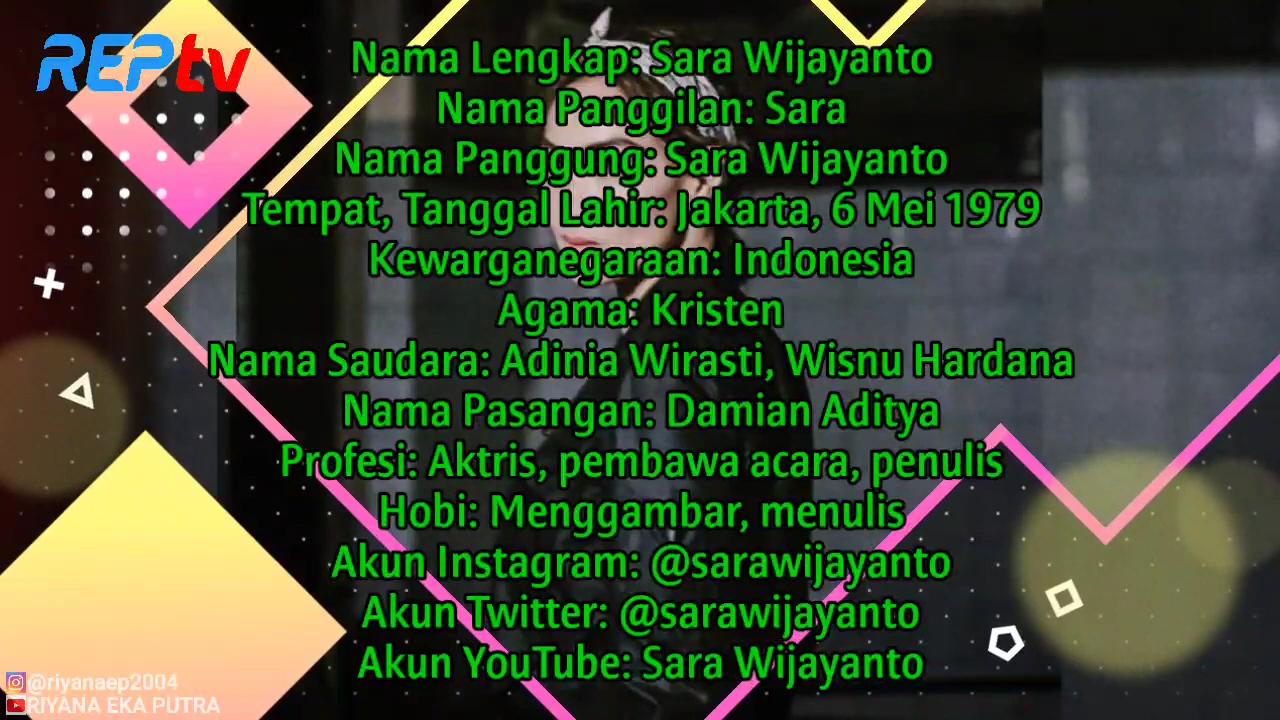 REPtv
Nama Lengkap: Sara Wijayanto
Nama Panggilan: Sara
Nama Panggung: Sara Wijayanto
Tempat, Tanggal Lahir: Jakarta, 6 Mei 1979
Kewarganegaraan: Indonesia
Agama: Kristen
Nama Saudara: Adinia Wirasti, Wisnu Hardana
Nama Pasangan: Damian Aditya
Profesi: Aktris, pembawa acara, penulis
Hobi: Menggambar, menulis
Akun Instagram: @sarawijayanto
Akun Twitter: @sarawijayanto
Akun YouTube: Sara Wijayanto
@riyanaep2004
RIYANA EKA PUTRA